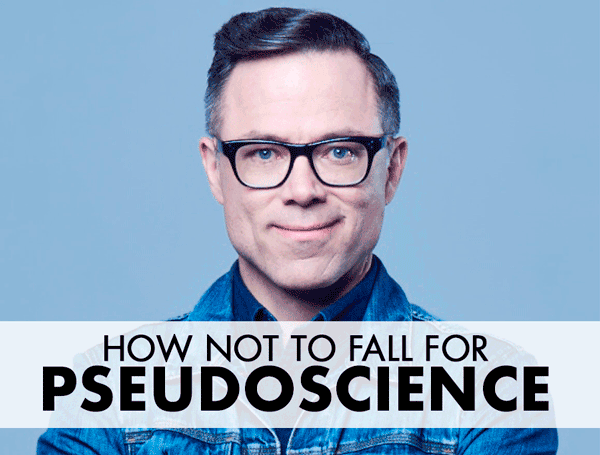 HOW NOT TO FALL FOR
PSEUDOSCIENCE